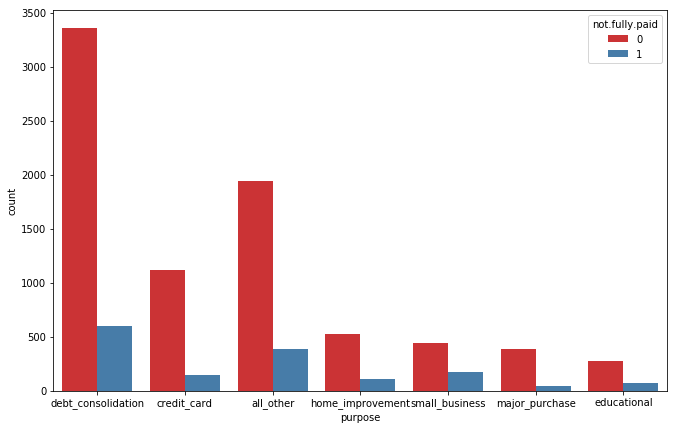 not.fully.paid
0
1
3500
3000
2500
2000
1500
1000
500
0
count
debt_consolidation credit_card all_other home_improvement small_business major_purchase educational
purpose